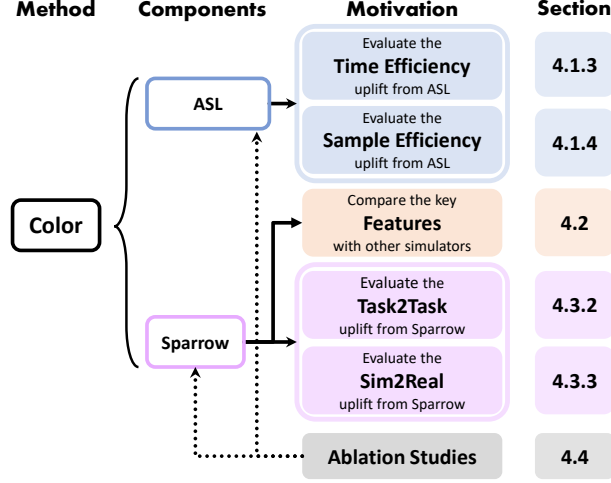 Method Components Motivation Section
Evaluate the
Time Efficiency
uplift from ASL
4.1.3
ASL
Evaluate the
Sample Efficiency
uplift from ASL
4.1.4
Color
Compare the key
Features
with other simulators
4.2
Evaluate the
Task2Task
uplift from Sparrow
4.3.2
Sparrow
Evaluate the
Sim2Real
uplift from Sparrow
4.3.3
Ablation Studies
4.4